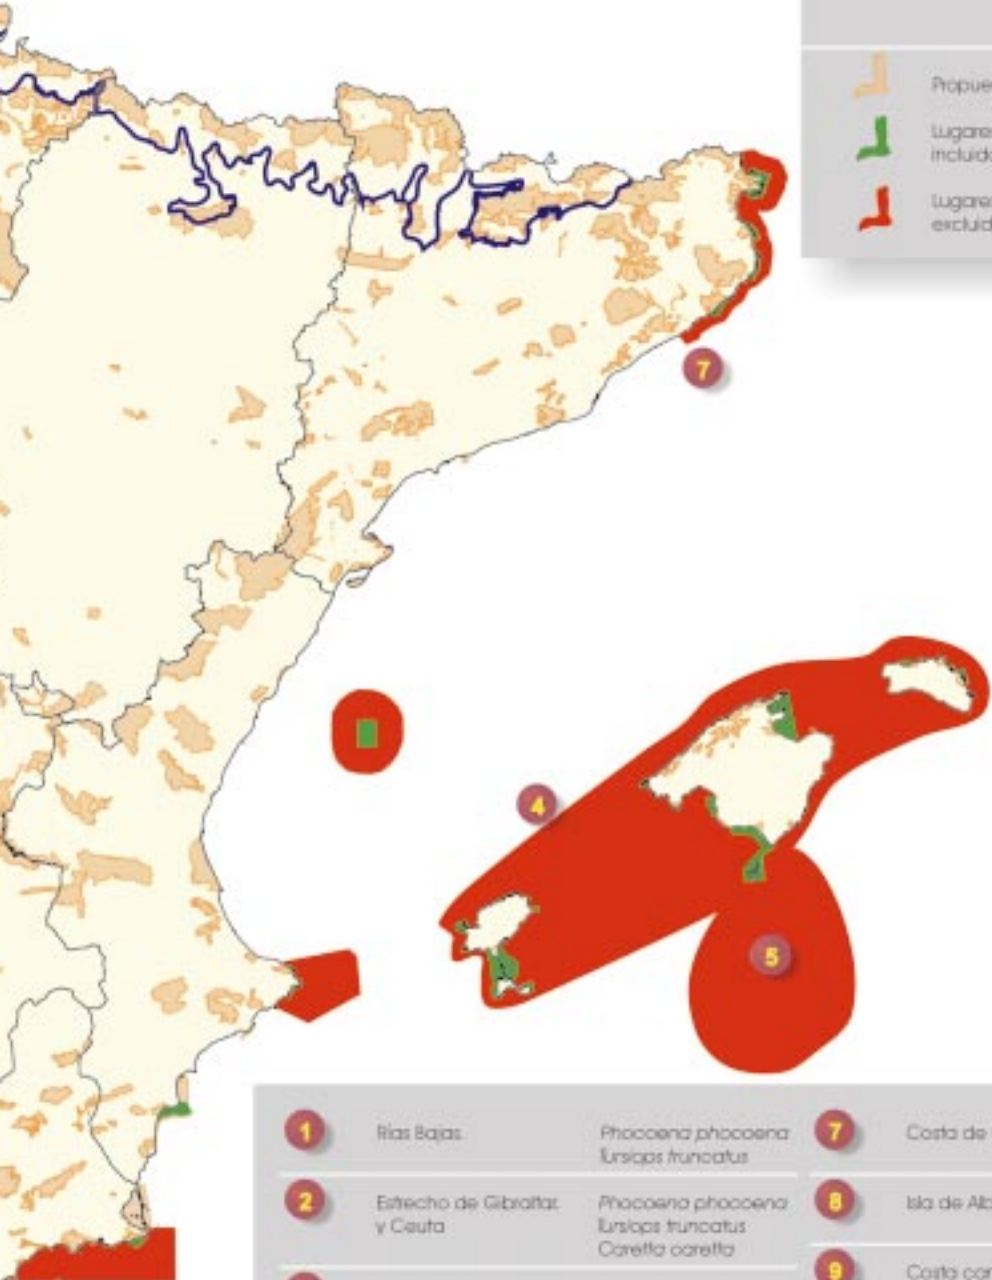 Propue
Lugare
incluid
Lugare
excluid
7
4
5
1 Rías Bajas. Phocoena phocoena
Tursiops truncatus
2 Estrecho de Gibraltar Phocoena phocoena
y Ceuta Tursiops truncatus
Caretta caretta
7 Costa de
8 Isla de Alb
9 Costa can